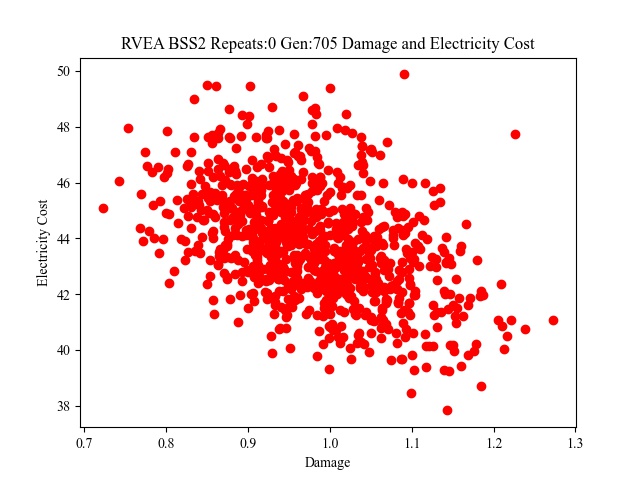 RVEA BSS2 Repeats:0 Gen:705 Damage and Electricity Cost
50
48
46
44
42
40
38
Electricity Cost
0.7 0.8 0.9 1.0 1.1 1.2 1.3
Damage